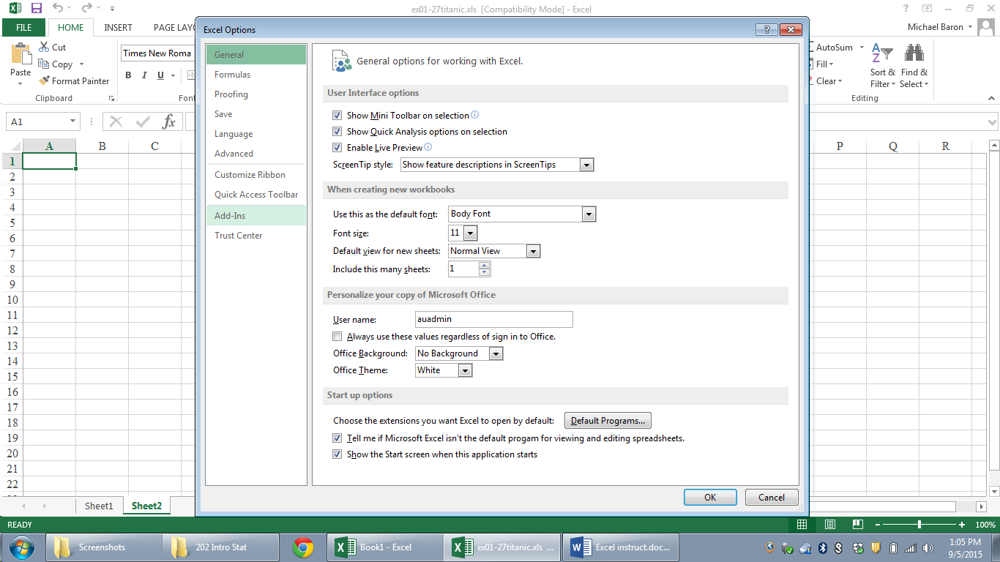 ex01-27titanic.xls [Compatibility Mode] - Excel
FILE HOME INSERT PAGE LAYO
Michael Baron
Cut
Copy
Format Painter
Paste
Clipboard
Times New Roma
B I U
Font
AutoSum
Fill
Clear
Sort & Filter
Find & Select
Editing
A1
fx
A B C P Q R
1
2
3
4
5
6
7
8
9
10
11
12
13
14
15
16
17
18
19
20
21
22
Excel Options
General
Formulas
Proofing
Save
Language
Advanced
Customize Ribbon
Quick Access Toolbar
Add-Ins
Trust Center
General options for working with Excel.
User Interface options
Show Mini Toolbar on selection
Show Quick Analysis options on selection
Enable Live Preview
ScreenTip style: Show feature descriptions in ScreenTips
When creating new workbooks
Use this as the default font: Body Font
Font size: 11
Default view for new sheets: Normal View
Include this many sheets: 1
Personalize your copy of Microsoft Office
User name: auadmin
Always use these values regardless of sign in to Office.
Office Background: No Background
Office Theme: White
Start up options
Choose the extensions you want Excel to open by default: Default Programs...
Tell me if Microsoft Excel isn't the default progam for viewing and editing spreadsheets.
Show the Start screen when this application starts
OK Cancel
Sheet1 Sheet2
READY
100%
Screenshots
202 Intro Stat
Book1 - Excel
ex01-27titanic.xls ...
Excel instruct.doc...
1:05 PM
9/5/2015